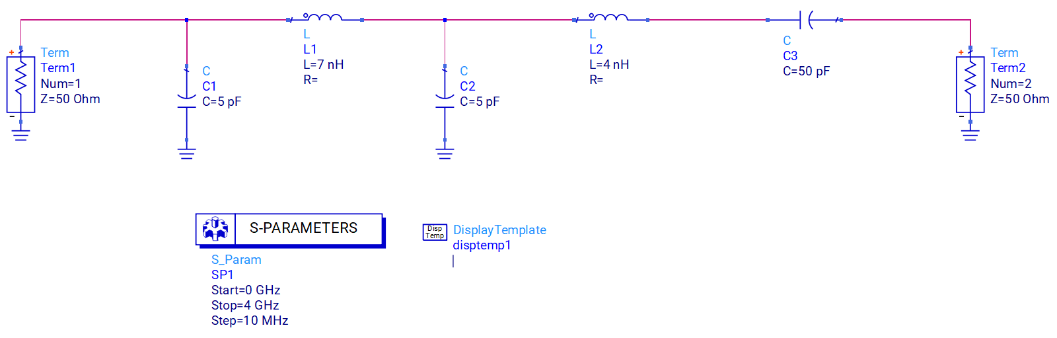 +
Term
Term1
Num=1
Z=50 Ohm
-
C
C1
C=5 pF
L
L1
L=7 nH
R=
C
C2
C=5 pF
L
L2
L=4 nH
R=
C
C3
C=50 pF
+
Term
Term2
Num=2
Z=50 Ohm
-
S-PARAMETERS
S_Param
SP1
Start=0 GHz
Stop=4 GHz
Step=10 MHz
Disp
Temp
DisplayTemplate
disptemp1